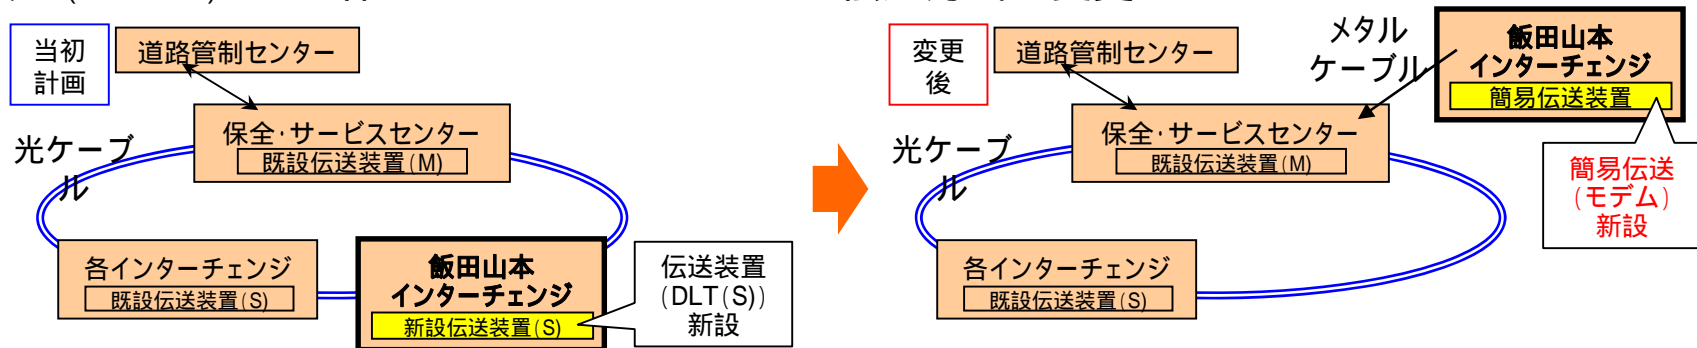 当初
計画
道路管制センター
保全･サービスセンター
既設伝送装置(M)
光ケーブ
ル
各インターチェンジ
既設伝送装置(S)
飯田山本
インターチェンジ
新設伝送装置(S)
伝送装置
(DLT(S))
新設
変更
後
道路管制センター
メタル
ケーブル
飯田山本
インターチェンジ
簡易伝送装置
保全･サービスセンター
既設伝送装置(M)
光ケーブ
ル
簡易伝送
(モデム)
新設
各インターチェンジ
既設伝送装置(S)